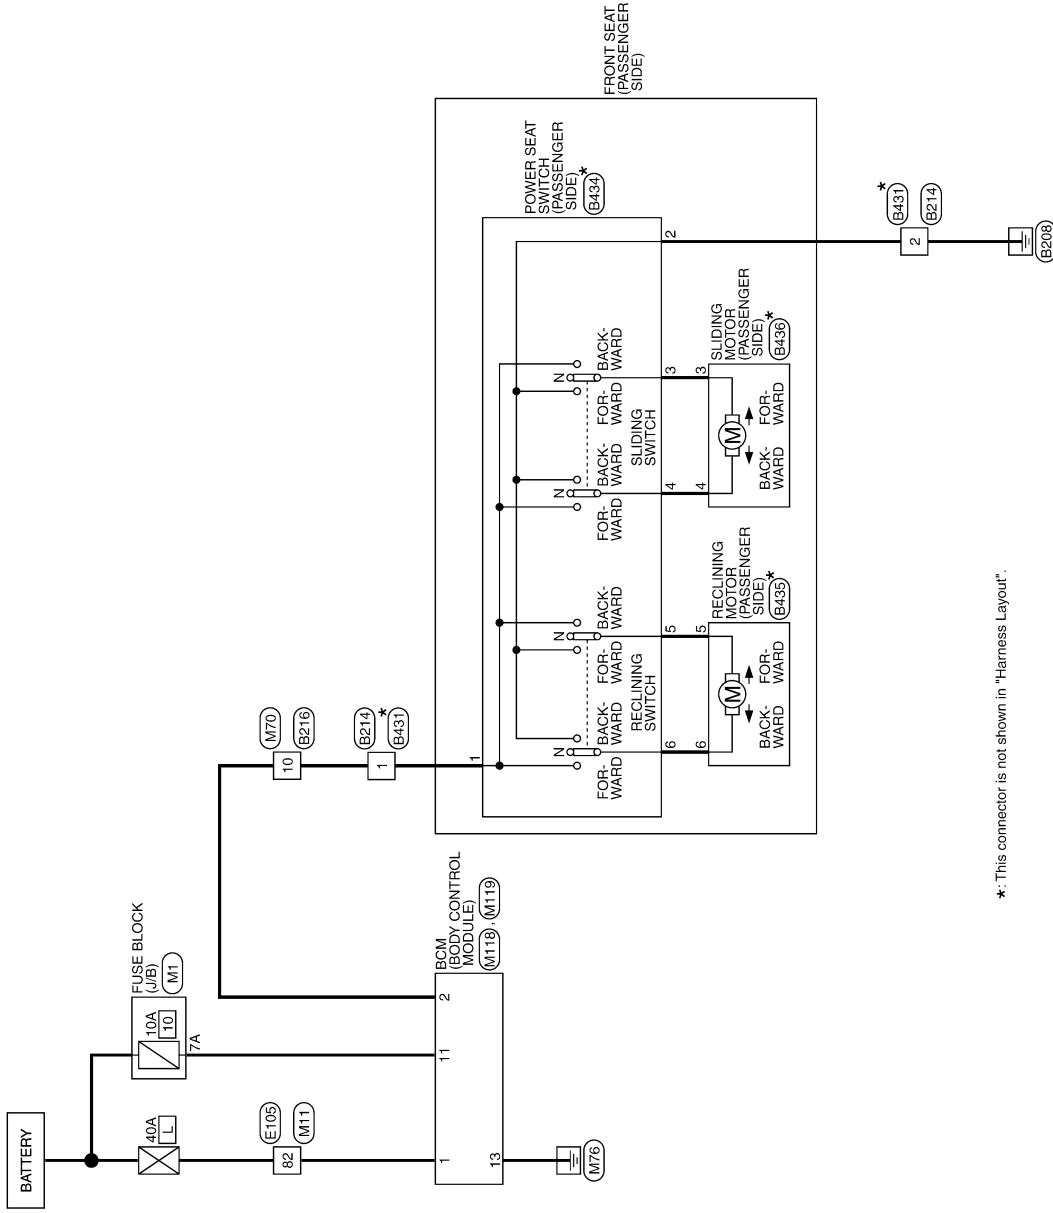 BATTERY
40A
L
E105
82
M11
1
13
M76
FUSE BLOCK
(J/B)
M1
10A
10
7A
11
2
BCM
(BODY CONTROL
MODULE)
M118 , M119
M70
10
B216
B214
1
*
B431
1
FRONT SEAT
(PASSENGER
SIDE)
POWER SEAT
SWITCH
(PASSENGER
SIDE) *
B434
FOR-
WARD
N
BACK-
WARD
RECLINING
SWITCH
FOR-
WARD
N
BACK-
WARD
6
5
6
5
M
BACK-
WARD
FOR-
WARD
RECLINING
MOTOR
(PASSENGER
SIDE) *
B435
FOR-
WARD
N
BACK-
WARD
SLIDING
SWITCH
FOR-
WARD
N
BACK-
WARD
4
3
4
3
M
BACK-
WARD
FOR-
WARD
SLIDING
MOTOR
(PASSENGER
SIDE) *
B436
2
*
B431
2
B214
B208
*: This connector is not shown in "Harness Layout".